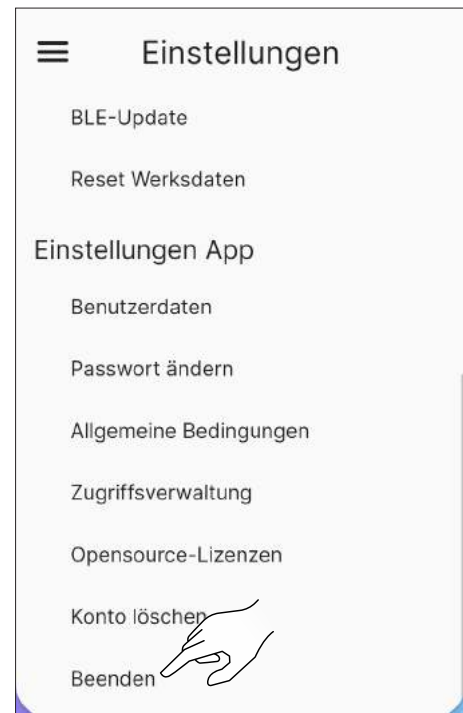 Einstellungen
BLE-Update
Reset Werksdaten
Einstellungen App
Benutzerdaten
Passwort ändern
Allgemeine Bedingungen
Zugriffsverwaltung
Opensource-Lizenzen
Konto löschen
Beenden